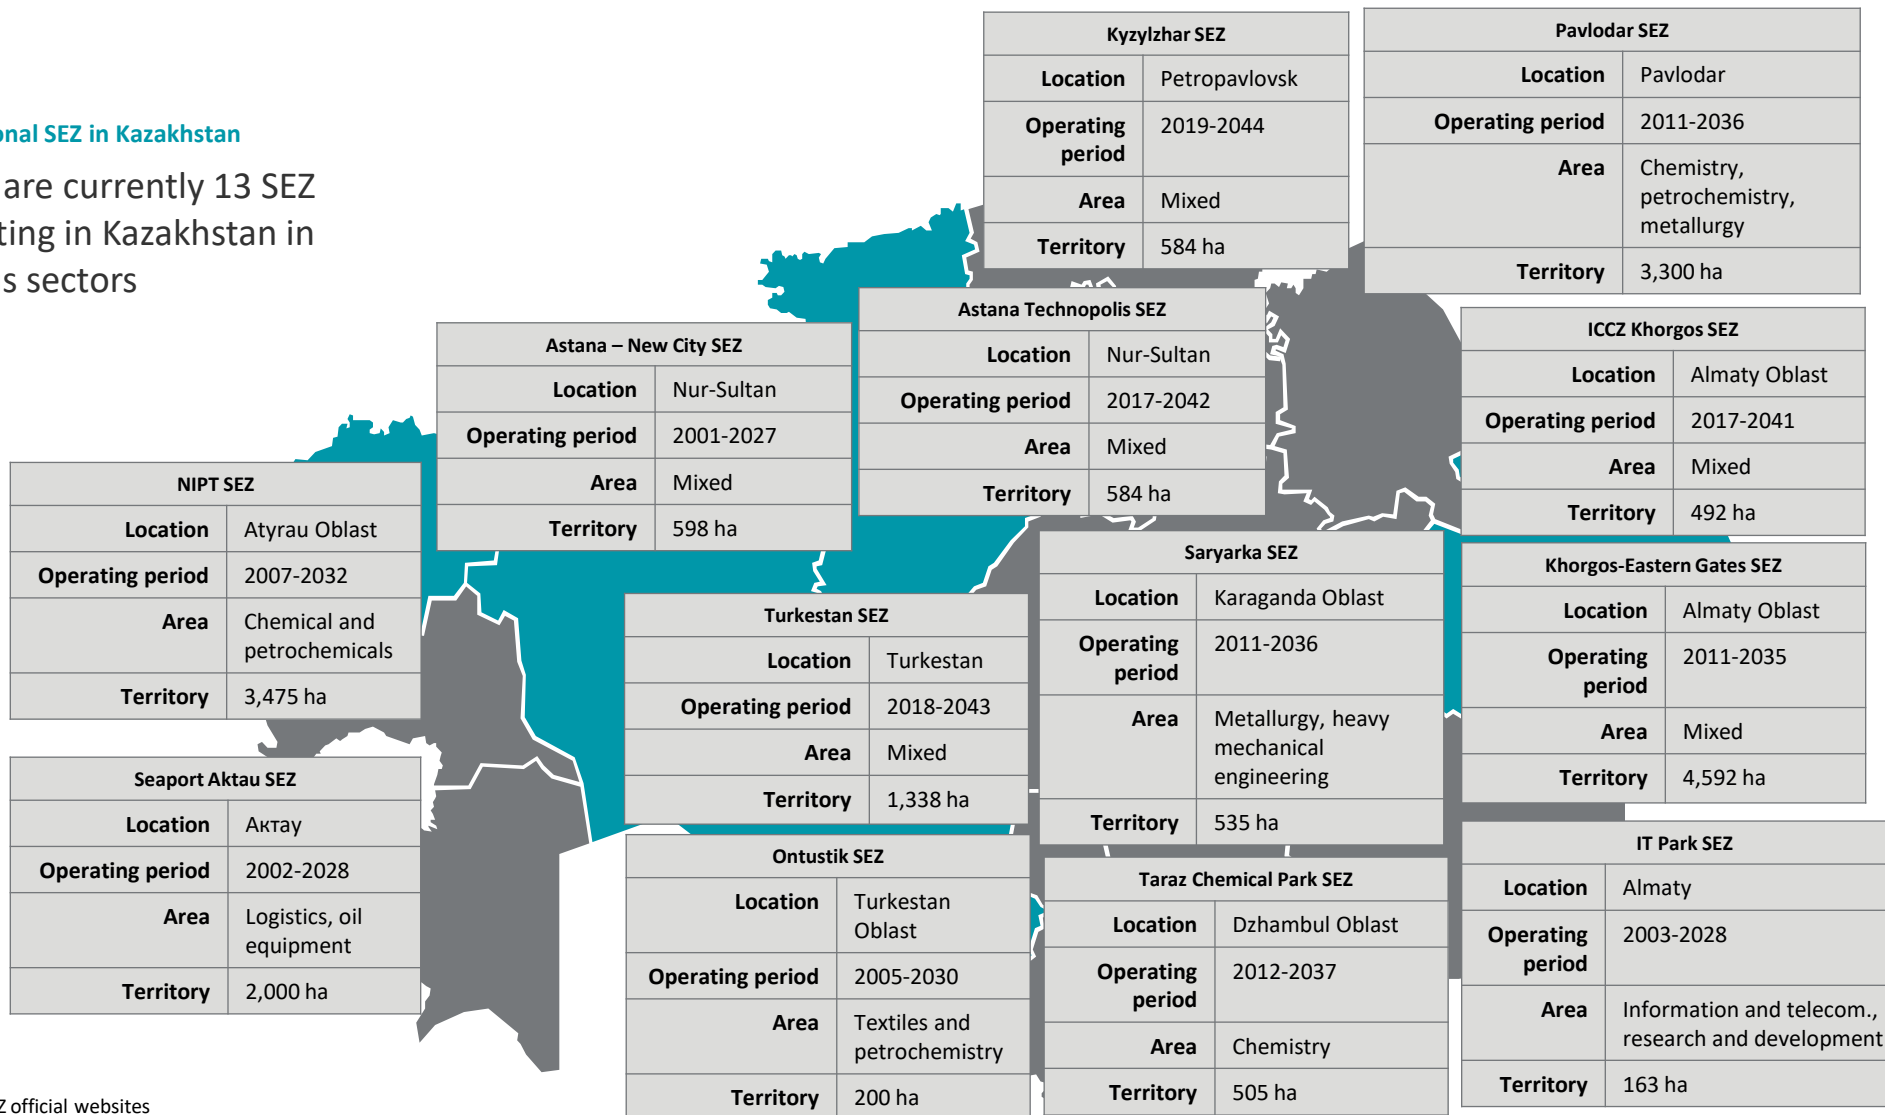 onal SEZ in Kazakhstan
are currently 13 SEZ
ting in Kazakhstan in
s sectors
Kyzylzhar SEZ
Location Petropavlovsk
Operating period 2019-2044
Area Mixed
Territory 584 ha
Pavlodar SEZ
Location Pavlodar
Operating period 2011-2036
Area Chemistry,
petrochemistry,
metallurgy
Territory 3,300 ha
Astana – New City SEZ
Location Nur-Sultan
Operating period 2001-2027
Area Mixed
Territory 598 ha
Astana Technopolis SEZ
Location Nur-Sultan
Operating period 2017-2042
Area Mixed
Territory 584 ha
ICCZ Khorgos SEZ
Location Almaty Oblast
Operating period 2017-2041
Area Mixed
Territory 492 ha
NIPT SEZ
Location Atyrau Oblast
Operating period 2007-2032
Area Chemical and
petrochemicals
Territory 3,475 ha
Turkestan SEZ
Location Turkestan
Operating period 2018-2043
Area Mixed
Territory 1,338 ha
Saryarka SEZ
Location Karaganda Oblast
Operating period 2011-2036
Area Metallurgy, heavy
mechanical
engineering
Territory 535 ha
Khorgos-Eastern Gates SEZ
Location Almaty Oblast
Operating period 2011-2035
Area Mixed
Territory 4,592 ha
Seaport Aktau SEZ
Location Актау
Operating period 2002-2028
Area Logistics, oil
equipment
Territory 2,000 ha
Ontustik SEZ
Location Turkestan
Oblast
Operating period 2005-2030
Area Textiles and
petrochemistry
Territory 200 ha
Taraz Chemical Park SEZ
Location Dzhambul Oblast
Operating period 2012-2037
Area Chemistry
Territory 505 ha
IT Park SEZ
Location Almaty
Operating period 2003-2028
Area Information and telecom.,
research and development
Territory 163 ha
Z official websites